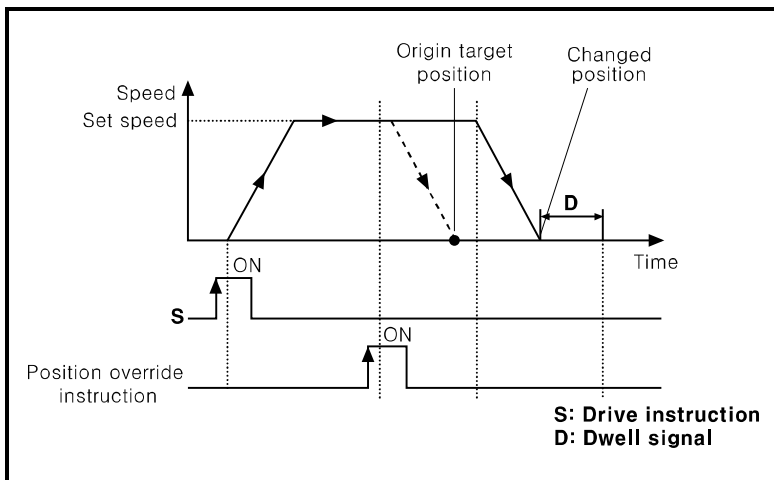 Origin target
position
Changed
position
Speed
Set speed
D
Time
ON
S
ON
Position override
instruction
S: Drive instruction
D: Dwell signal